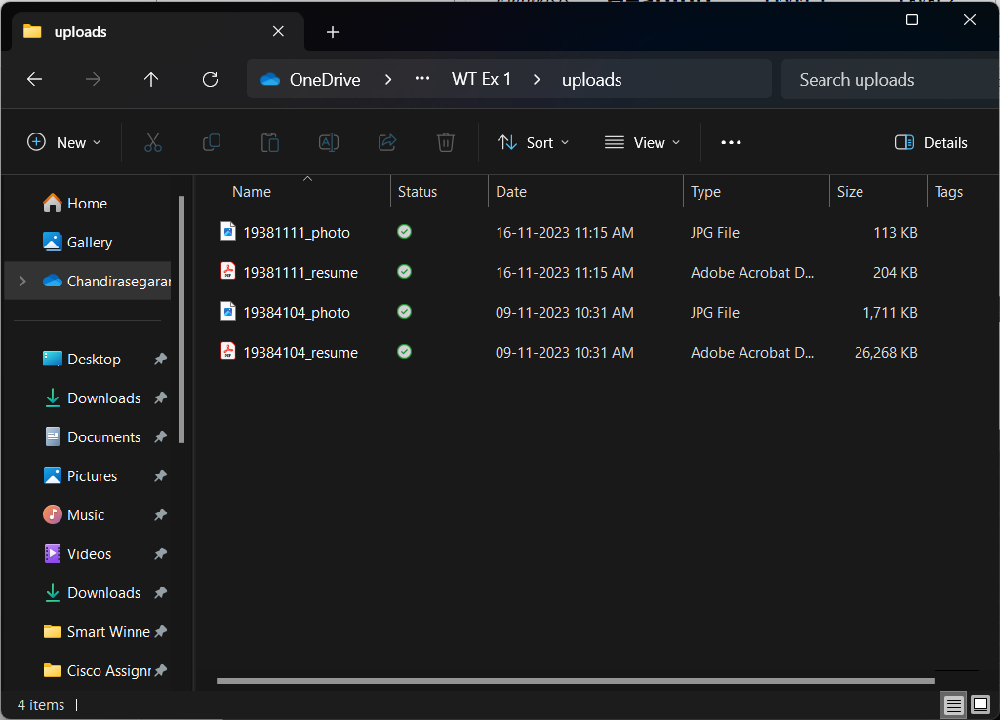 uploads
OneDrive WT Ex 1 uploads Search uploads
New Sort View Details
Name Status Date Type Size Tags
19381111_photo 16-11-2023 11:15 AM JPG File 113 KB
19381111_resume 16-11-2023 11:15 AM Adobe Acrobat D... 204 KB
19384104_photo 09-11-2023 10:31 AM JPG File 1,711 KB
19384104_resume 09-11-2023 10:31 AM Adobe Acrobat D... 26,268 KB
Home
Gallery
Chandirasegaran
Desktop
Downloads
Documents
Pictures
Music
Videos
Downloads
Smart Winne
Cisco Assignr
4 items